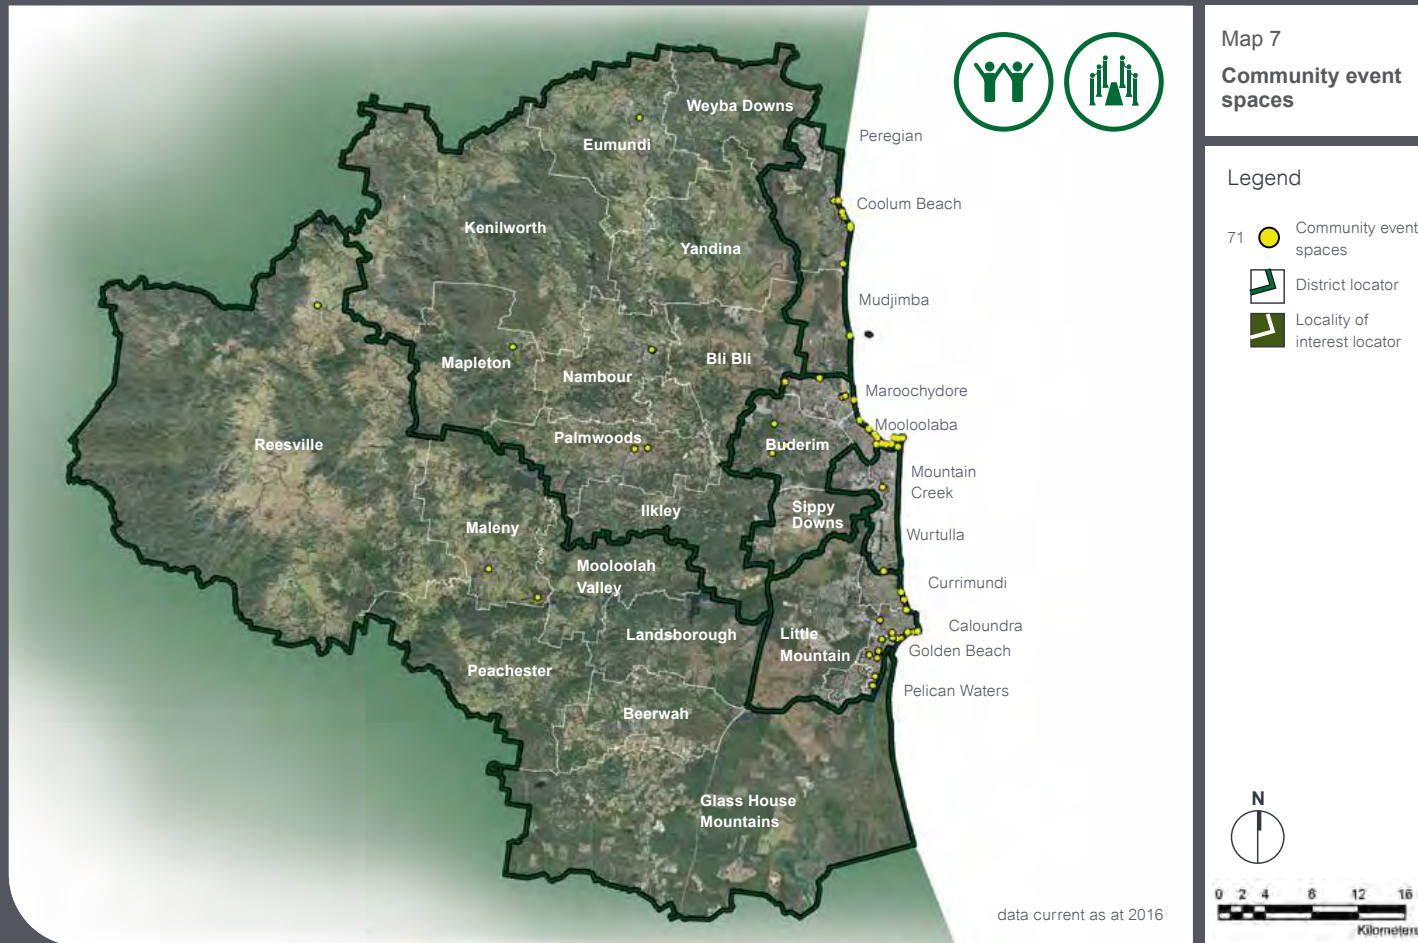 Map 7
Community event
spaces
Legend
71
Community event
spaces
District locator
Locality of
interest locator
N
0 2 4 8 12 16
Kilometers
Weyba Downs
Eumundi
Peregian
Coolum Beach
Kenilworth
Yandina
Mudjimba
Mapleton
Bli Bli
Nambour
Maroochydore
Mooloolaba
Palmwoods
Buderim
Reesville
Mountain
Creek
Ilkley
Sippy
Downs
Maleny
Wurtulla
Mooloolah
Valley
Currimundi
Caloundra
Landsborough
Little
Mountain
Golden Beach
Peachester
Pelican Waters
Beerwah
Glass House
Mountains
data current as at 2016